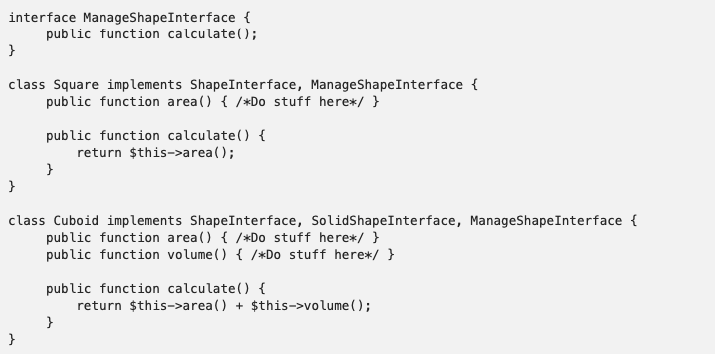 interface ManageShapeInterface {
     public function calculate();
}

class Square implements ShapeInterface, ManageShapeInterface {
     public function area() { /*Do stuff here*/ }

     public function calculate() {
         return $this->area();
     }
}

class Cuboid implements ShapeInterface, SolidShapeInterface, ManageShapeInterface {
     public function area() { /*Do stuff here*/ }
     public function volume() { /*Do stuff here*/ }

     public function calculate() {
         return $this->area() + $this->volume();
     }
}